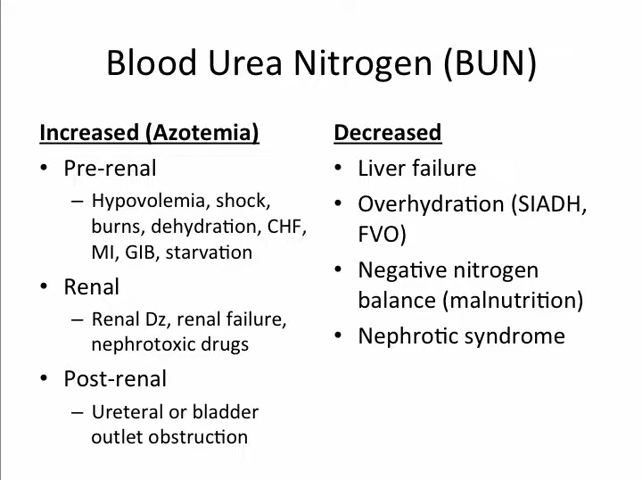 Blood Urea Nitrogen (BUN)
Increased (Azotemia)
• Pre-renal
– Hypovolemia, shock,
burns, dehydration, CHF,
MI, GIB, starvation
• Renal
– Renal Dz, renal failure,
nephrotoxic drugs
• Post-renal
– Ureteral or bladder
outlet obstruction
Decreased
• Liver failure
• Overhydration (SIADH,
FVO)
• Negative nitrogen
balance (malnutrition)
• Nephrotic syndrome